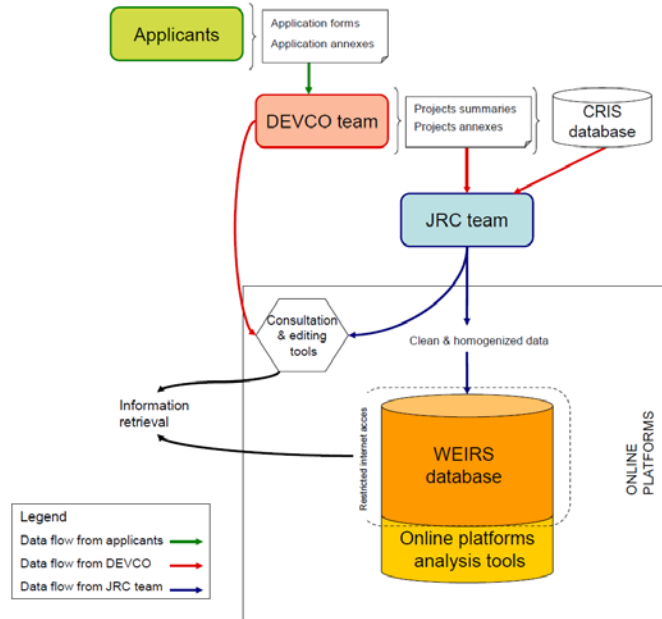 Applicants
Application forms
Application annexes
DEVCO team
Projects summaries
Projects annexes
CRIS
database
JRC team
Consultation
& editing
tools
Clean & homogenized data
Information
retrieval
Restricted internet acces
WEIRS
database
ONLINE
PLATFORMS
Online platforms
analysis tools
Legend
Data flow from applicants
Data flow from DEVCO
Data flow from JRC team